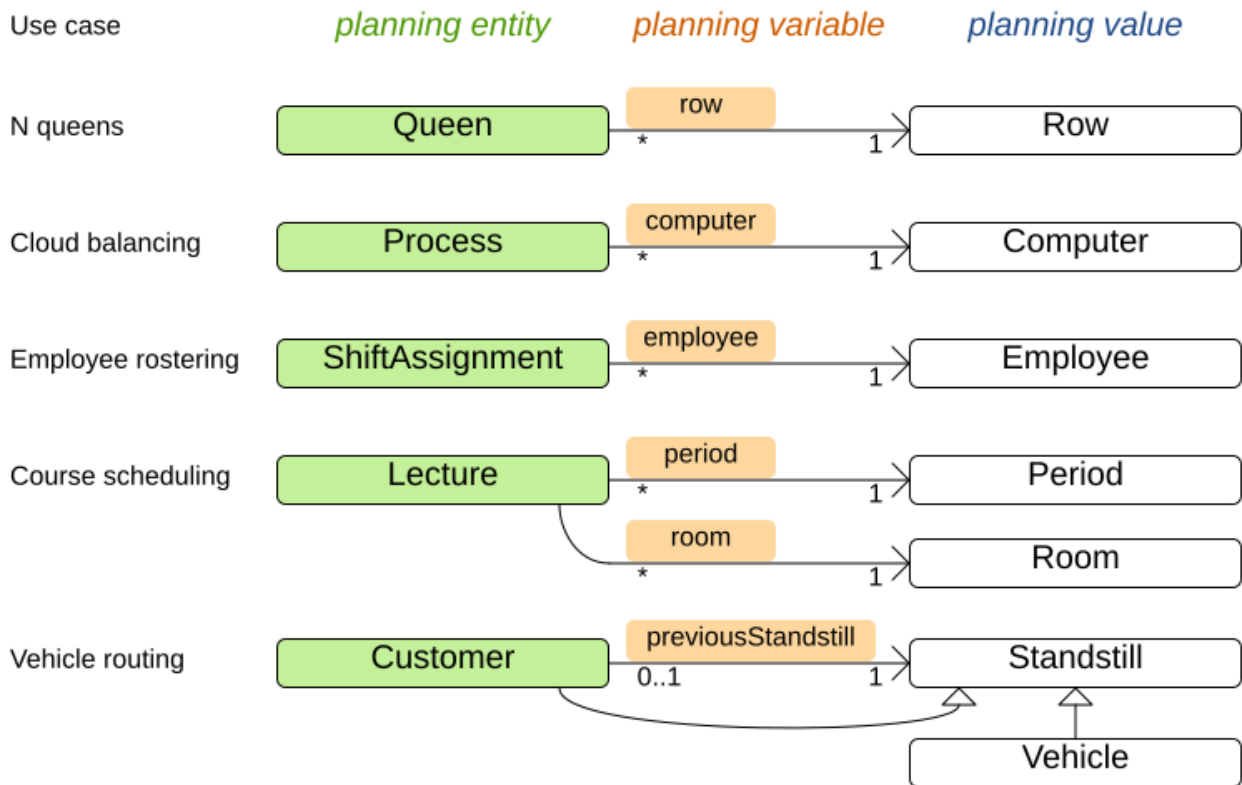 Use case planning entity planning variable planning value
row
N queens Queen Row
* 1
computer
Cloud balancing Process Computer
* 1
employee
Employee rostering ShiftAssignment Employee
* 1
period
Course scheduling Lecture Period
* 1
room
Room
* 1
previousStandstill
Vehicle routing Customer Standstill
0..1 1
Vehicle